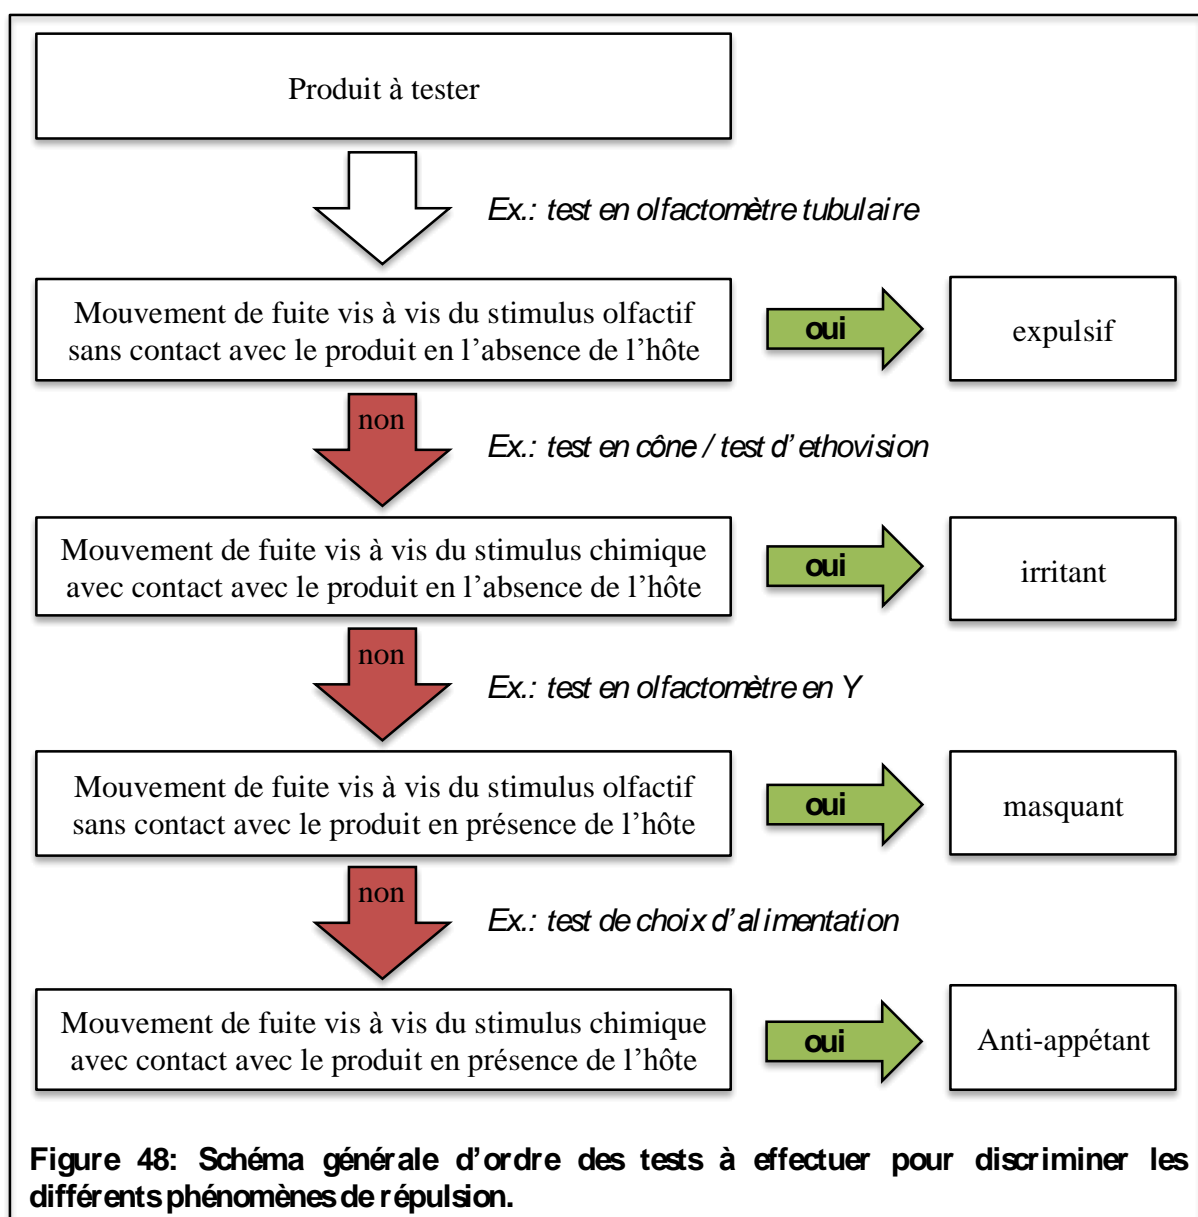 Produit à tester
Ex.: test en olfactomètre tubulaire
Mouvement de fuite vis à vis du stimulus olfactif
sans contact avec le produit en l’absence de l’hôte
oui
expulsif
non
Ex.: test en cône / test d’ethovision
Mouvement de fuite vis à vis du stimulus chimique
avec contact avec le produit en l’absence de l’hôte
oui
irritant
non
Ex.: test en olfactomètre en Y
Mouvement de fuite vis à vis du stimulus olfactif
sans contact avec le produit en présence de l’hôte
oui
masquant
non
Ex.: test de choix d’alimentation
Mouvement de fuite vis à vis du stimulus chimique
avec contact avec le produit en présence de l’hôte
oui
Anti-appétant
Figure 48: Schéma générale d’ordre des tests à effectuer pour discriminer les
différents phénomènes de répulsion.